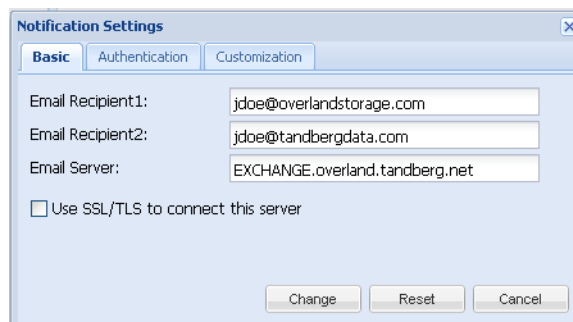 Notification Settings
Basic Authentication Customization
Email Recipient1: jdoe@overlandstorage.com
Email Recipient2: jdoe@tandbergdata.com
Email Server: EXCHANGE.overland.tandberg.net
Use SSL/TLS to connect this server
Change Reset Cancel